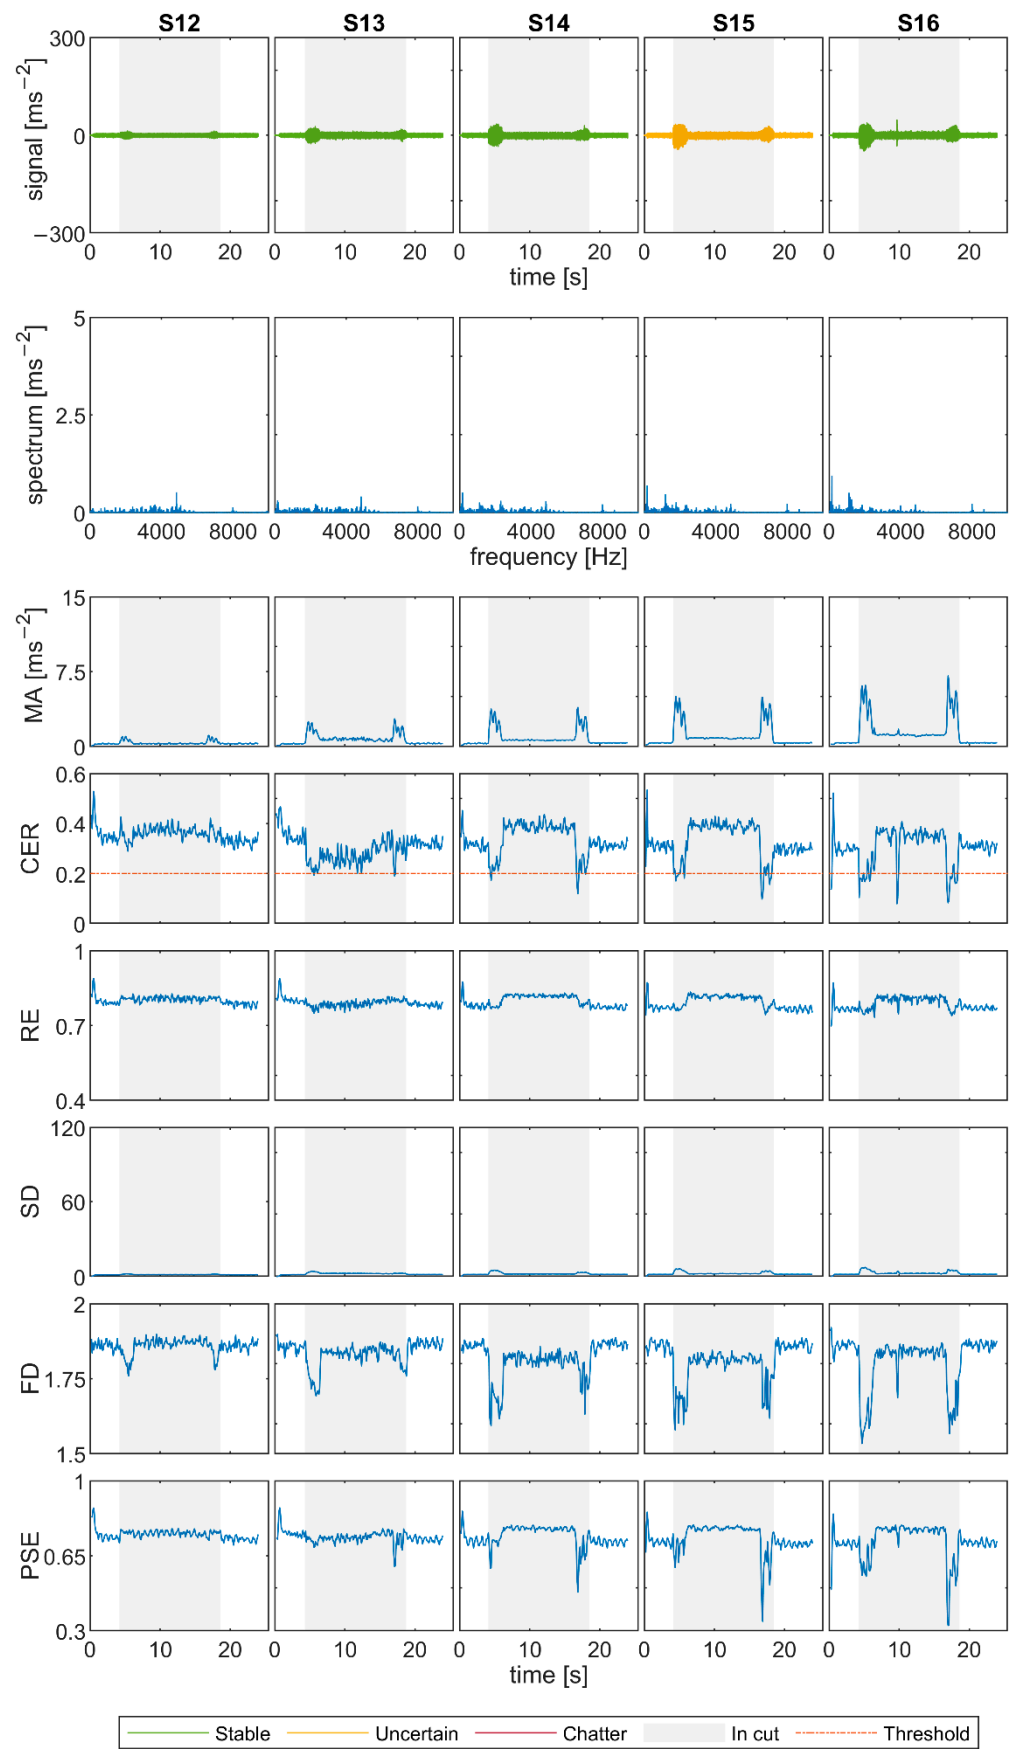 S12 S13 S14 S15 S16
signal [ms−2]
300
0
−300
0 10 20 0 10 20 0 10 20 0 10 20 0 10 20
time [s]
spectrum [ms−2]
5
2.5
0
0 4000 8000 0 4000 8000 0 4000 8000 0 4000 8000 0 4000 8000
frequency [Hz]
MA [ms−2]
15
7.5
0
CER
0.6
0.4
0.2
0
RE
1
0.7
0.4
SD
120
60
0
FD
2
1.75
1.5
PSE
1
0.65
0.3
0 10 20 0 10 20 0 10 20 0 10 20 0 10 20
time [s]
Stable Uncertain Chatter In cut Threshold